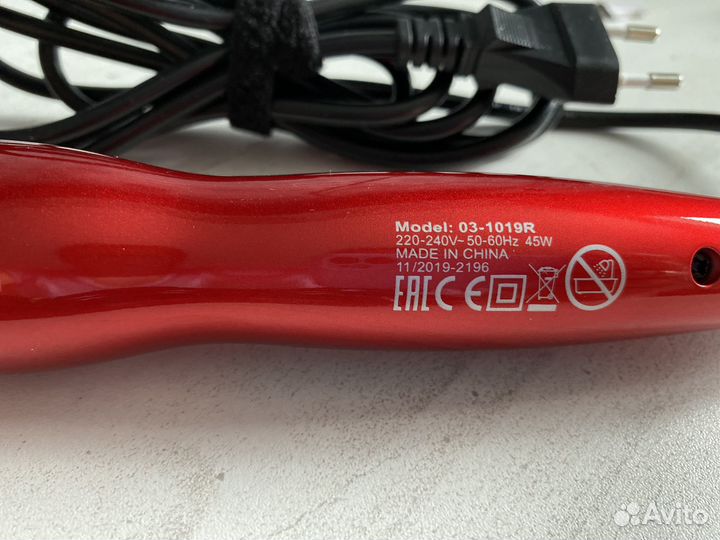 Model: 03-1019R
220-240V~ 50-60Hz 45W
MADE IN CHINA
11/2019-2196
EAC CE
Avito